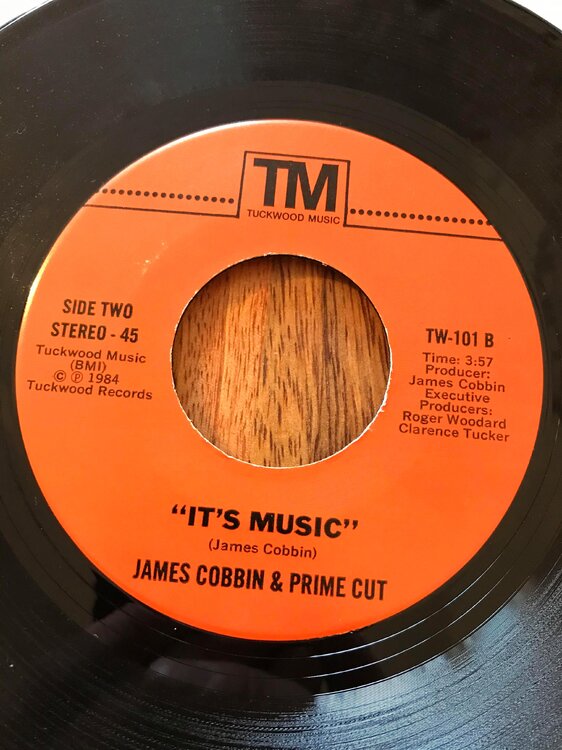 TM
TUCKWOOD MUSIC
SIDE TWO
STEREO - 45
Tuckwood Music
(BMI)
© ℗ 1984
Tuckwood Records
TW-101 B
Time: 3:57
Producer:
James Cobbin
Executive
Producers:
Roger Woodard
Clarence Tucker
"IT'S MUSIC"
(James Cobbin)
JAMES COBBIN & PRIME CUT